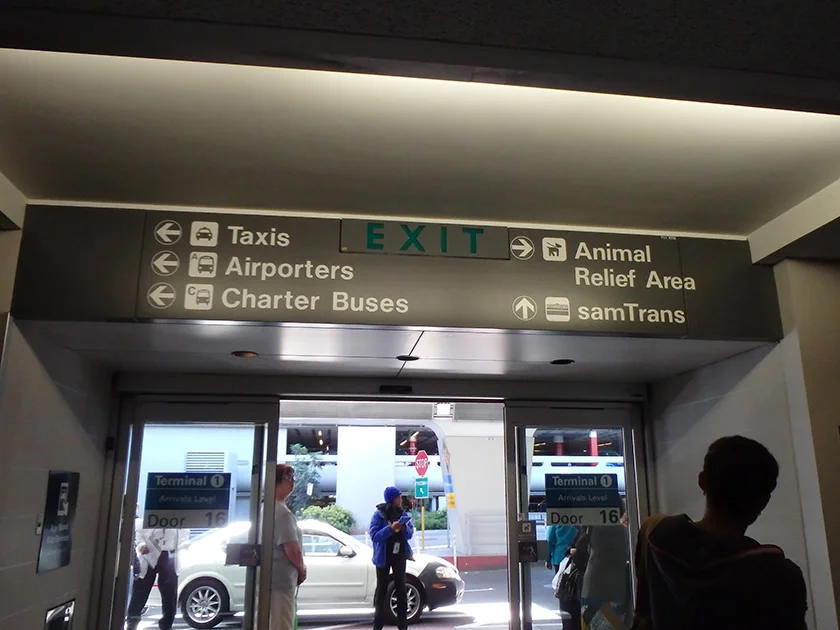 EXIT
Taxis
Airporters
Charter Buses
Animal
Relief Area
samTrans
Terminal 1
Arrivals Level
Door 16
STOP
Terminal 1
Arrivals Level
Door 16